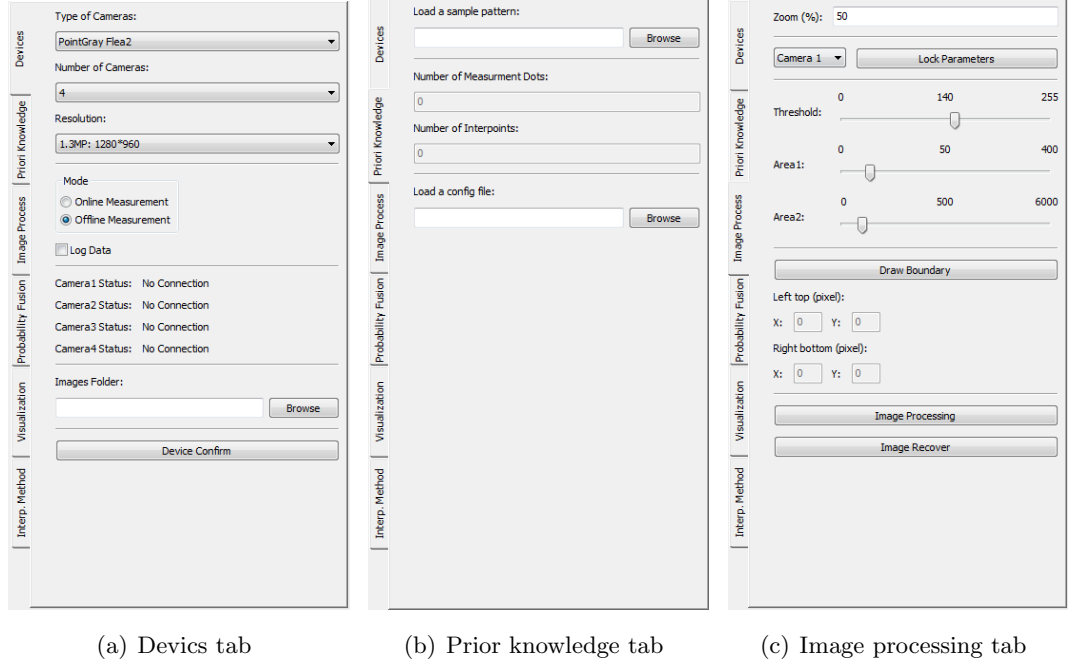 Devices
Priori Knowledge
Image Process
Probability Fusion
Visualization
Interp. Method
Type of Cameras:
PointGray Flea2
Number of Cameras:
4
Resolution:
1.3MP: 1280*960
Mode
Online Measurement
Offline Measurement
Log Data
Camera1 Status: No Connection
Camera2 Status: No Connection
Camera3 Status: No Connection
Camera4 Status: No Connection
Images Folder:
Browse
Device Confirm
(a) Devics tab
Devices
Priori Knowledge
Image Process
Probability Fusion
Visualization
Interp. Method
Load a sample pattern:
Browse
Number of Measurment Dots:
0
Number of Interpoints:
0
Load a config file:
Browse
(b) Prior knowledge tab
Devices
Priori Knowledge
Image Process
Probability Fusion
Visualization
Interp. Method
Zoom (%): 50
Camera 1 Lock Parameters
0 140 255
Threshold:
0 50 400
Area1:
0 500 6000
Area2:
Draw Boundary
Left top (pixel):
X: 0 Y: 0
Right bottom (pixel):
X: 0 Y: 0
Image Processing
Image Recover
(c) Image processing tab